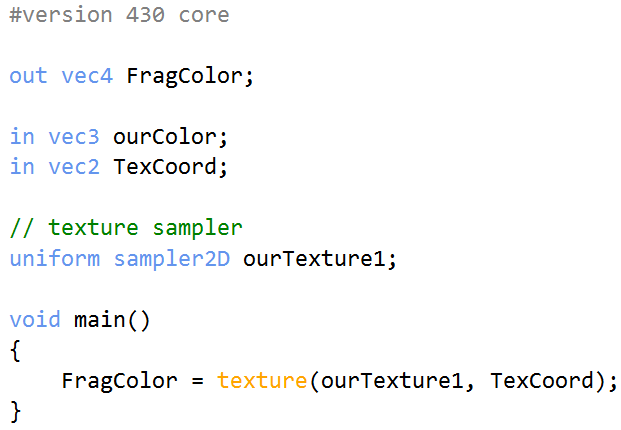 #version 430 core
out vec4 FragColor;
in vec3 ourColor;
in vec2 TexCoord;
// texture sampler
uniform sampler2D ourTexture1;
void main()
{
    FragColor = texture(ourTexture1, TexCoord);
}